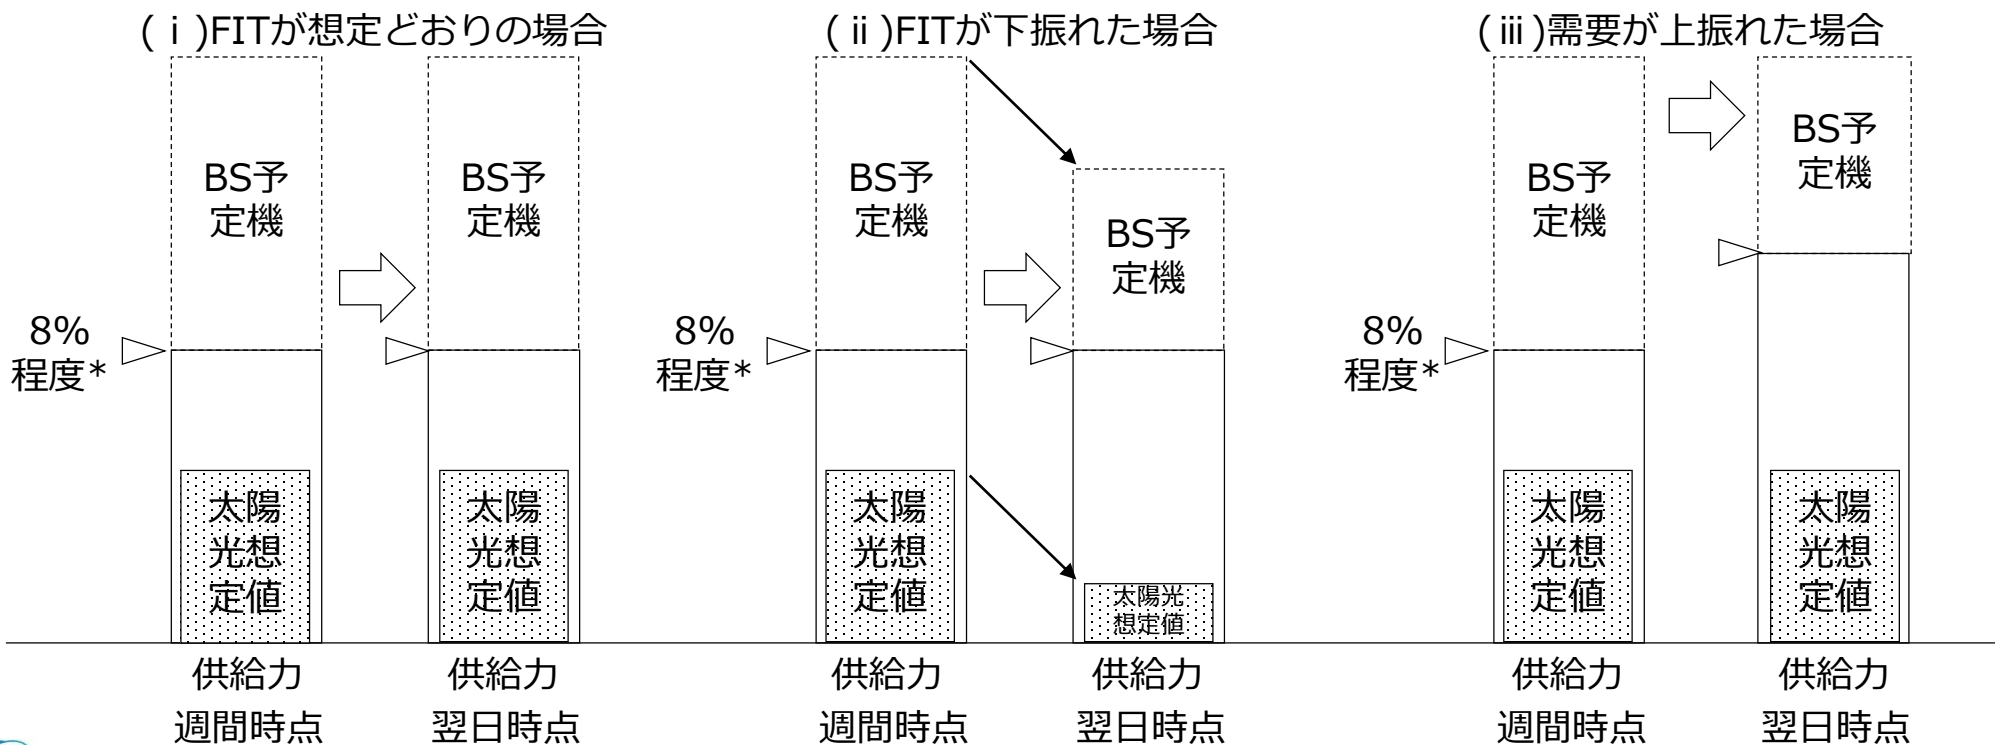 (ⅰ)FITが想定どおりの場合
BS予
定機
BS予
定機
8%
程度*
太陽
光想
定値
太陽
光想
定値
供給力
週間時点
供給力
翌日時点
(ⅱ)FITが下振れた場合
BS予
定機
BS予
定機
8%
程度*
太陽
光想
定値
太陽光
想定値
供給力
週間時点
供給力
翌日時点
(ⅲ)需要が上振れた場合
BS予
定機
BS予
定機
8%
程度*
太陽
光想
定値
太陽
光想
定値
供給力
週間時点
供給力
翌日時点